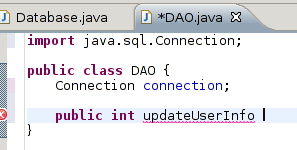 Database.java
*DAO.java
import java.sql.Connection;
public class DAO {
Connection connection;
public int updateUserInfo
}